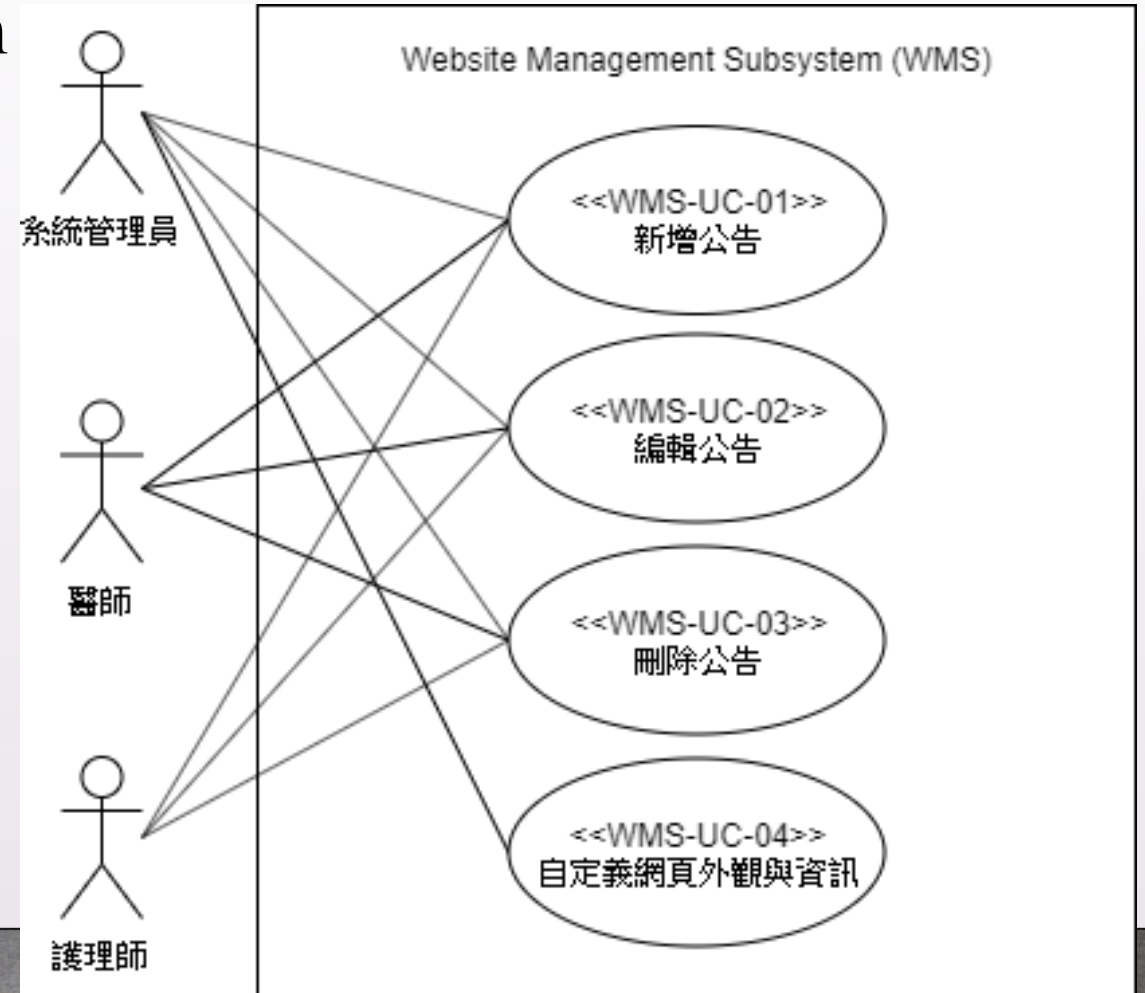 Website Management Subsystem (WMS)
系統管理員
<<WMS-UC-01>>
新增公告
<<WMS-UC-02>>
編輯公告
醫師
<<WMS-UC-03>>
刪除公告
<<WMS-UC-04>>
自定義網頁外觀與資訊
護理師